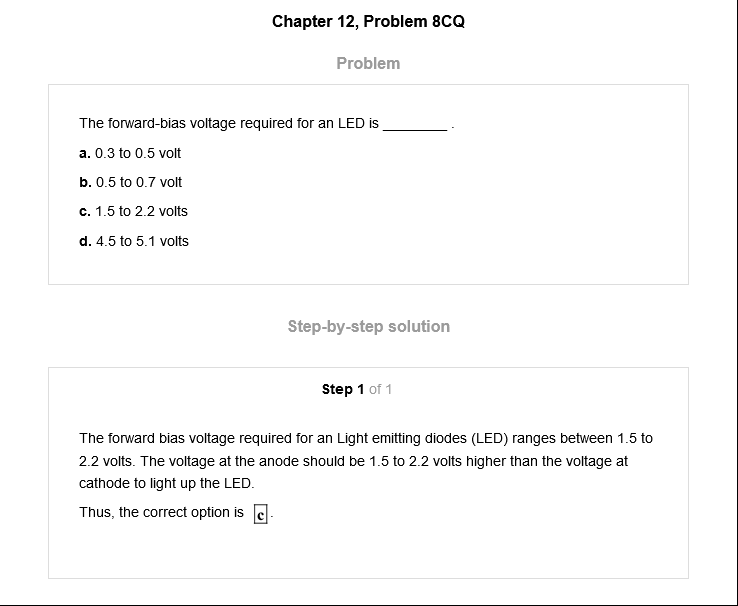 Chapter 12, Problem 8CQ
Problem
The forward-bias voltage required for an LED is ________ .
a. 0.3 to 0.5 volt
b. 0.5 to 0.7 volt
c. 1.5 to 2.2 volts
d. 4.5 to 5.1 volts
Step-by-step solution
Step 1 of 1
The forward bias voltage required for an Light emitting diodes (LED) ranges between 1.5 to
2.2 volts. The voltage at the anode should be 1.5 to 2.2 volts higher than the voltage at
cathode to light up the LED.
Thus, the correct option is c.